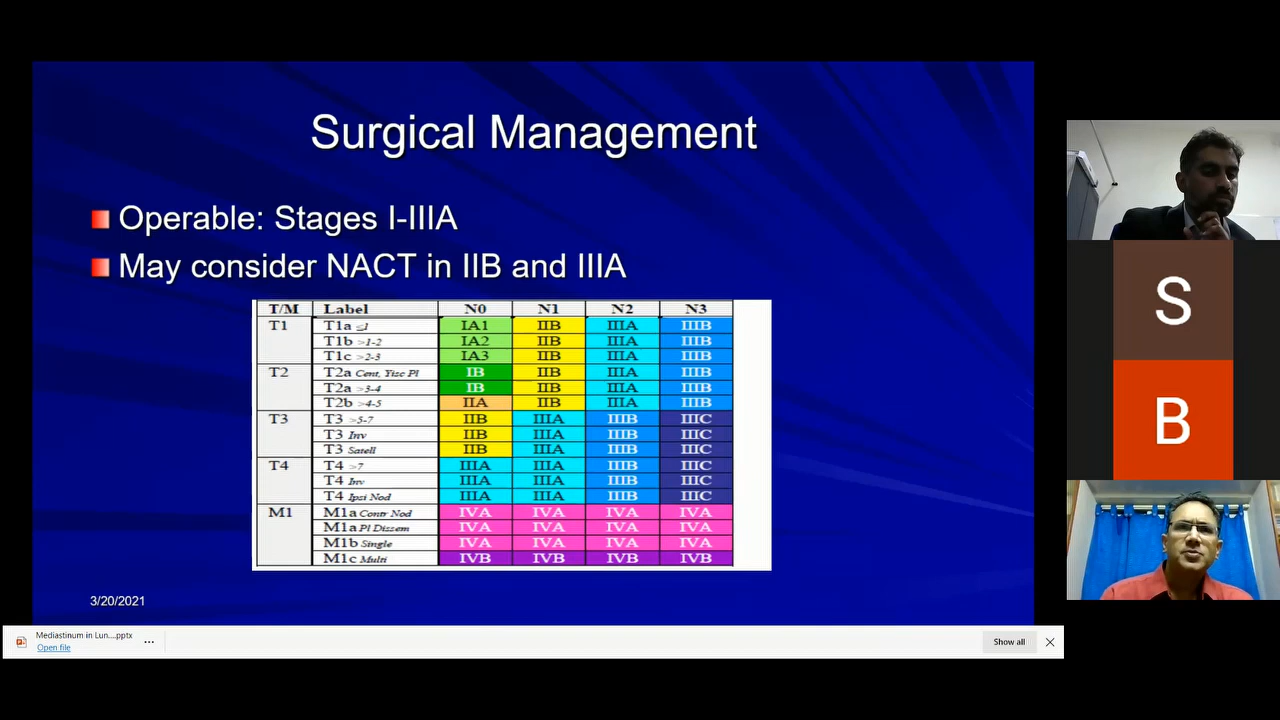 Surgical Management
Operable: Stages I-IIIA
May consider NACT in IIB and IIIA
T/M Label N0 N1 N2 N3
T1 T1a ≤1 IA1 IIB IIIA IIIB
T1b >1-2 IA2 IIB IIIA IIIB
T1c >2-3 IA3 IIB IIIA IIIB
T2 T2a Cent, Yisc Pl IB IIB IIIA IIIB
T2a >3-4 IB IIB IIIA IIIB
T2b >4-5 IIA IIB IIIA IIIB
T3 T3 >5-7 IIB IIIA IIIB IIIC
T3 Inv IIB IIIA IIIB IIIC
T3 Satell IIB IIIA IIIB IIIC
T4 T4 >7 IIIA IIIA IIIB IIIC
T4 Inv IIIA IIIA IIIB IIIC
T4 Ipsi Nod IIIA IIIA IIIB IIIC
M1 M1a Contr Nod IVA IVA IVA IVA
M1a Pl Dissem IVA IVA IVA IVA
M1b Single IVA IVA IVA IVA
M1c Multi IVB IVB IVB IVB
3/20/2021
Mediastinum in Lun....pptx
Open file
Show all
S
B